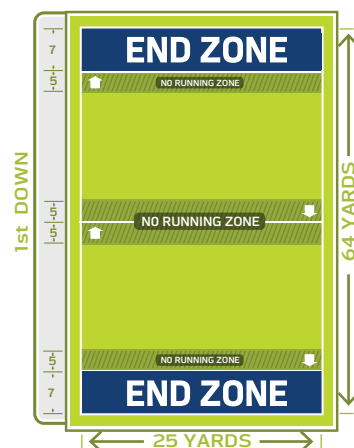 END ZONE
7
5
NO RUNNING ZONE
1st DOWN
64 YARDS
5
NO RUNNING ZONE
5
5
NO RUNNING ZONE
7
END ZONE
25 YARDS